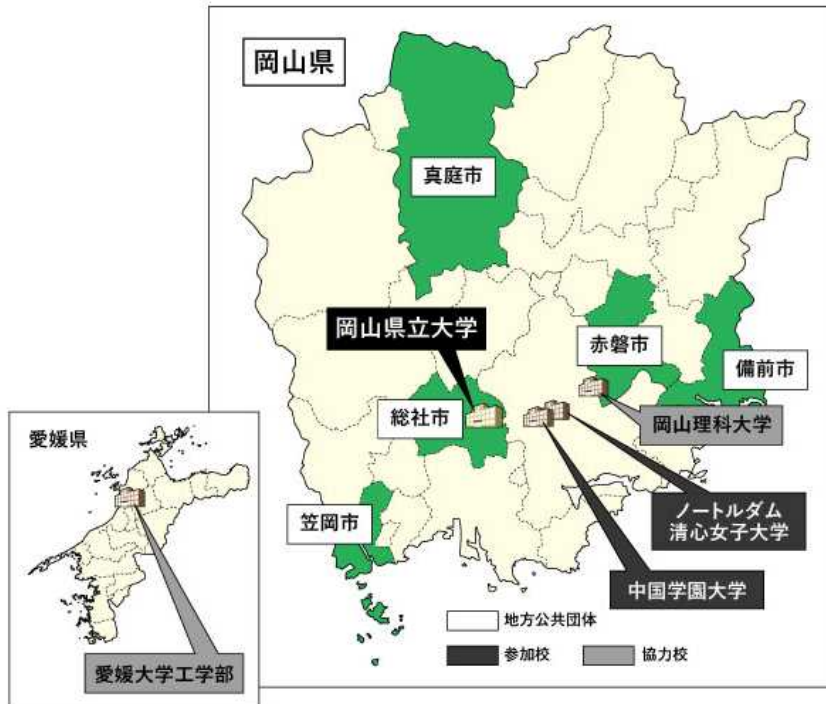 岡山県
真庭市
岡山県立大学
赤磐市
備前市
総社市
岡山理科大学
愛媛県
笠岡市
ノートルダム
清心女子大学
中国学園大学
地方公共団体
参加校
協力校
愛媛大学工学部